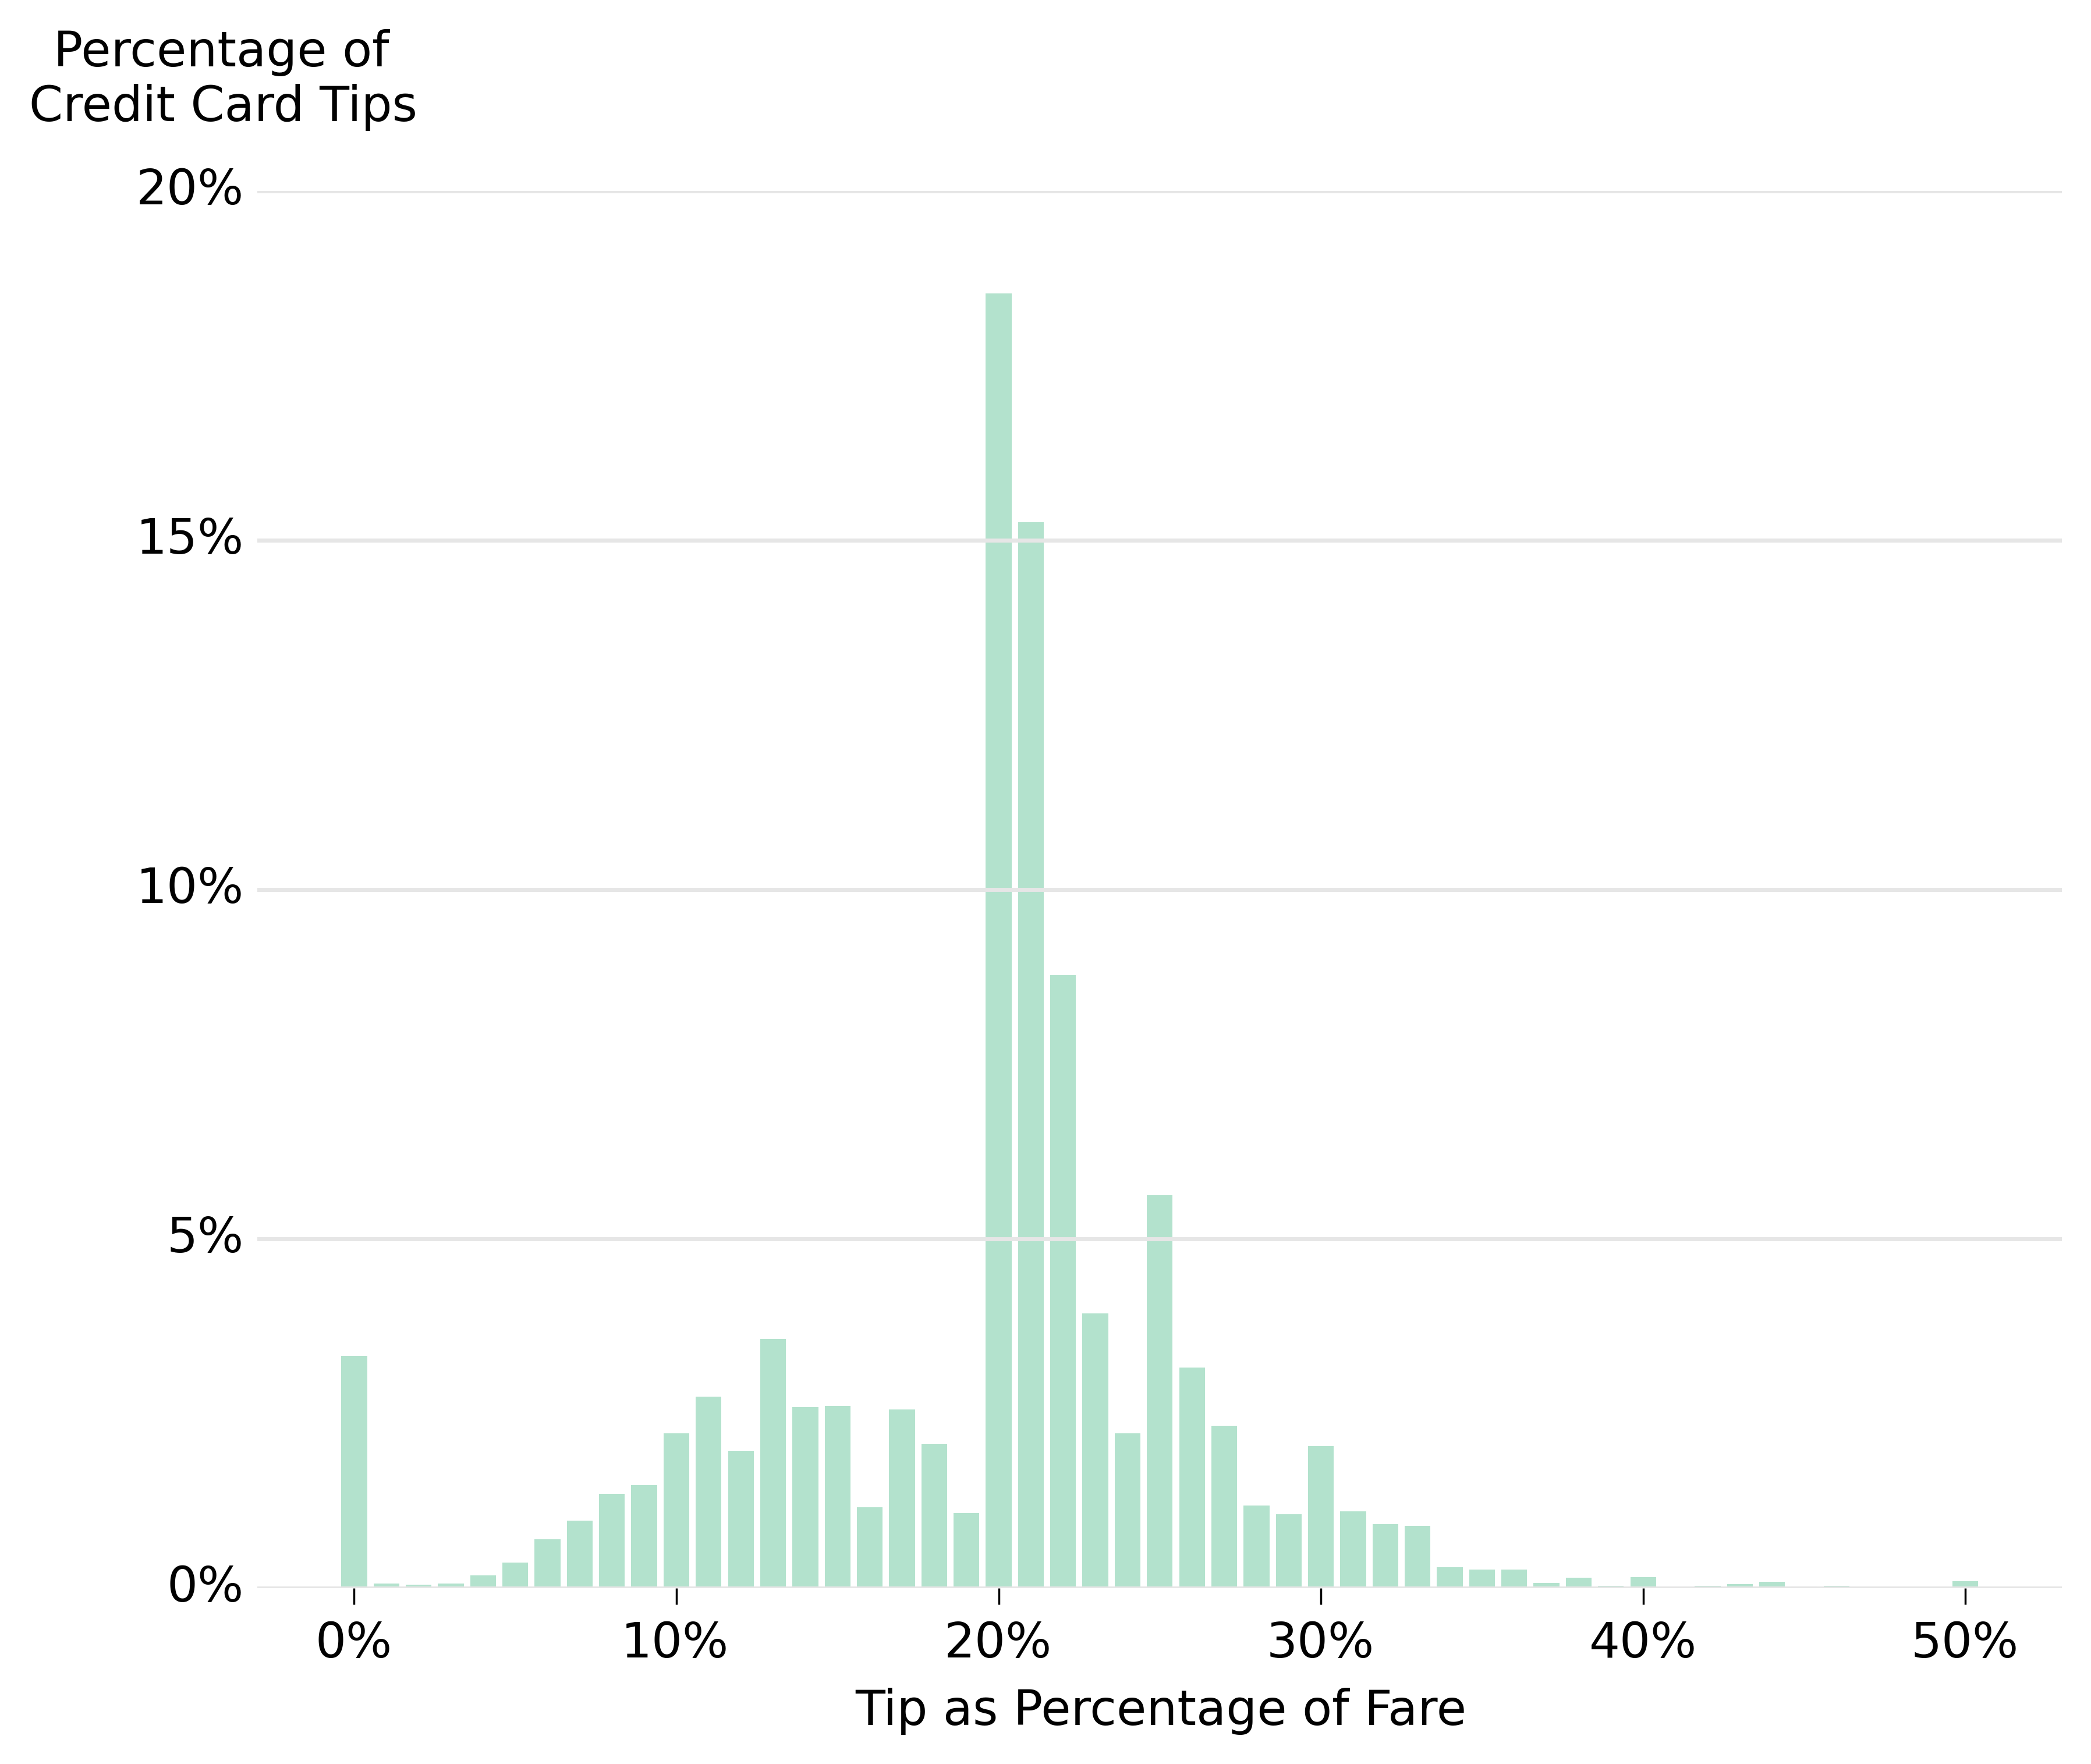 Percentage of
Credit Card Tips
20%
15%
10%
5%
0%
0% 10% 20% 30% 40% 50%
Tip as Percentage of Fare